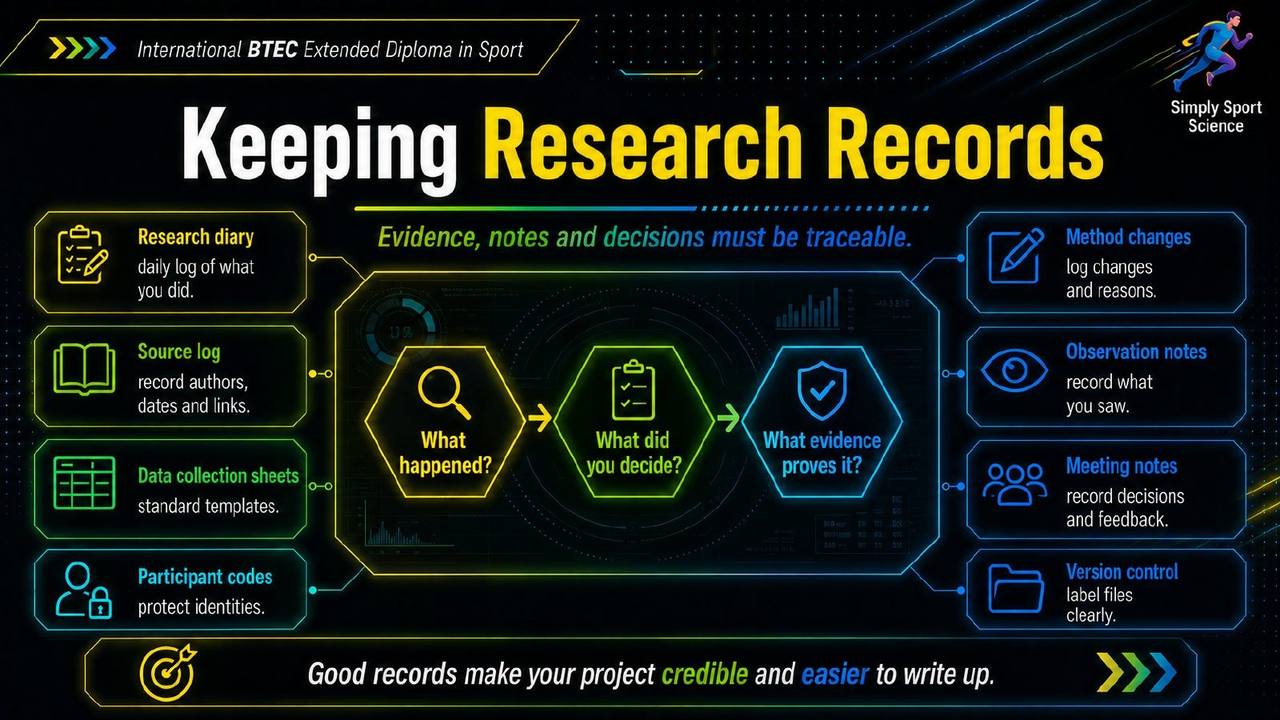 International BTEC Extended Diploma in Sport
Simply Sport
Science
Keeping Research Records
Evidence, notes and decisions must be traceable.
Research diary
daily log of what
you did.
Source log
record authors,
dates and links.
Data collection sheets
standard templates.
Participant codes
protect identities.
What
happened?
What did
you decide?
What evidence
proves it?
Method changes
log changes
and reasons.
Observation notes
record what
you saw.
Meeting notes
record decisions
and feedback.
Version control
label files
clearly.
Good records make your project credible and easier to write up.